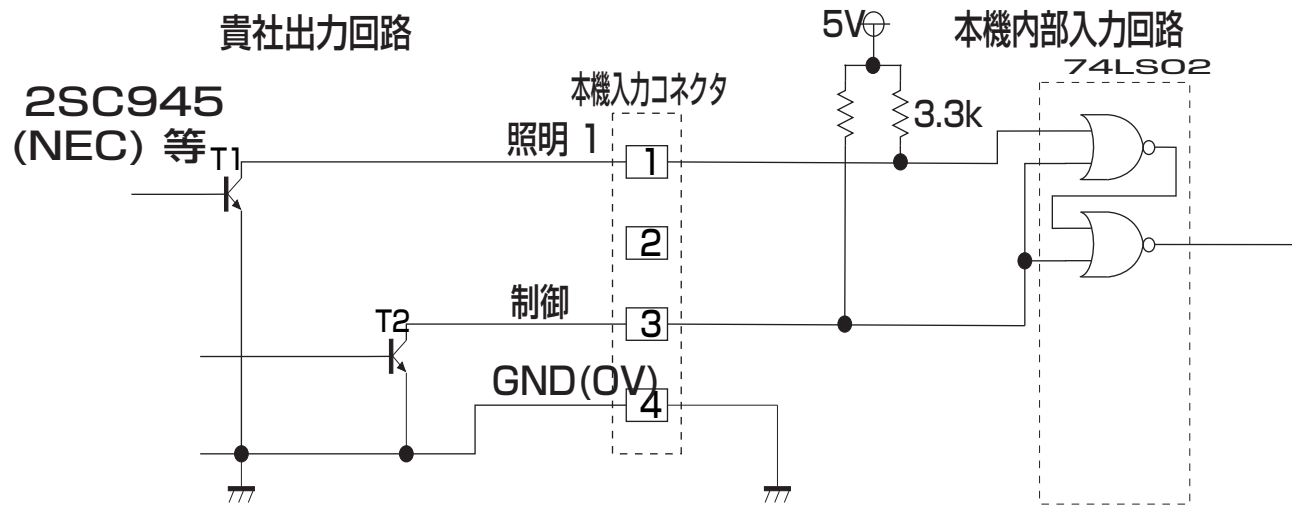 貴社出力回路
5V
本機内部入力回路
74LS02
本機入力コネクタ
2SC945
(NEC) 等
T1
照明 1
3.3k
1
2
制御
3
T2
GND(0V)
4